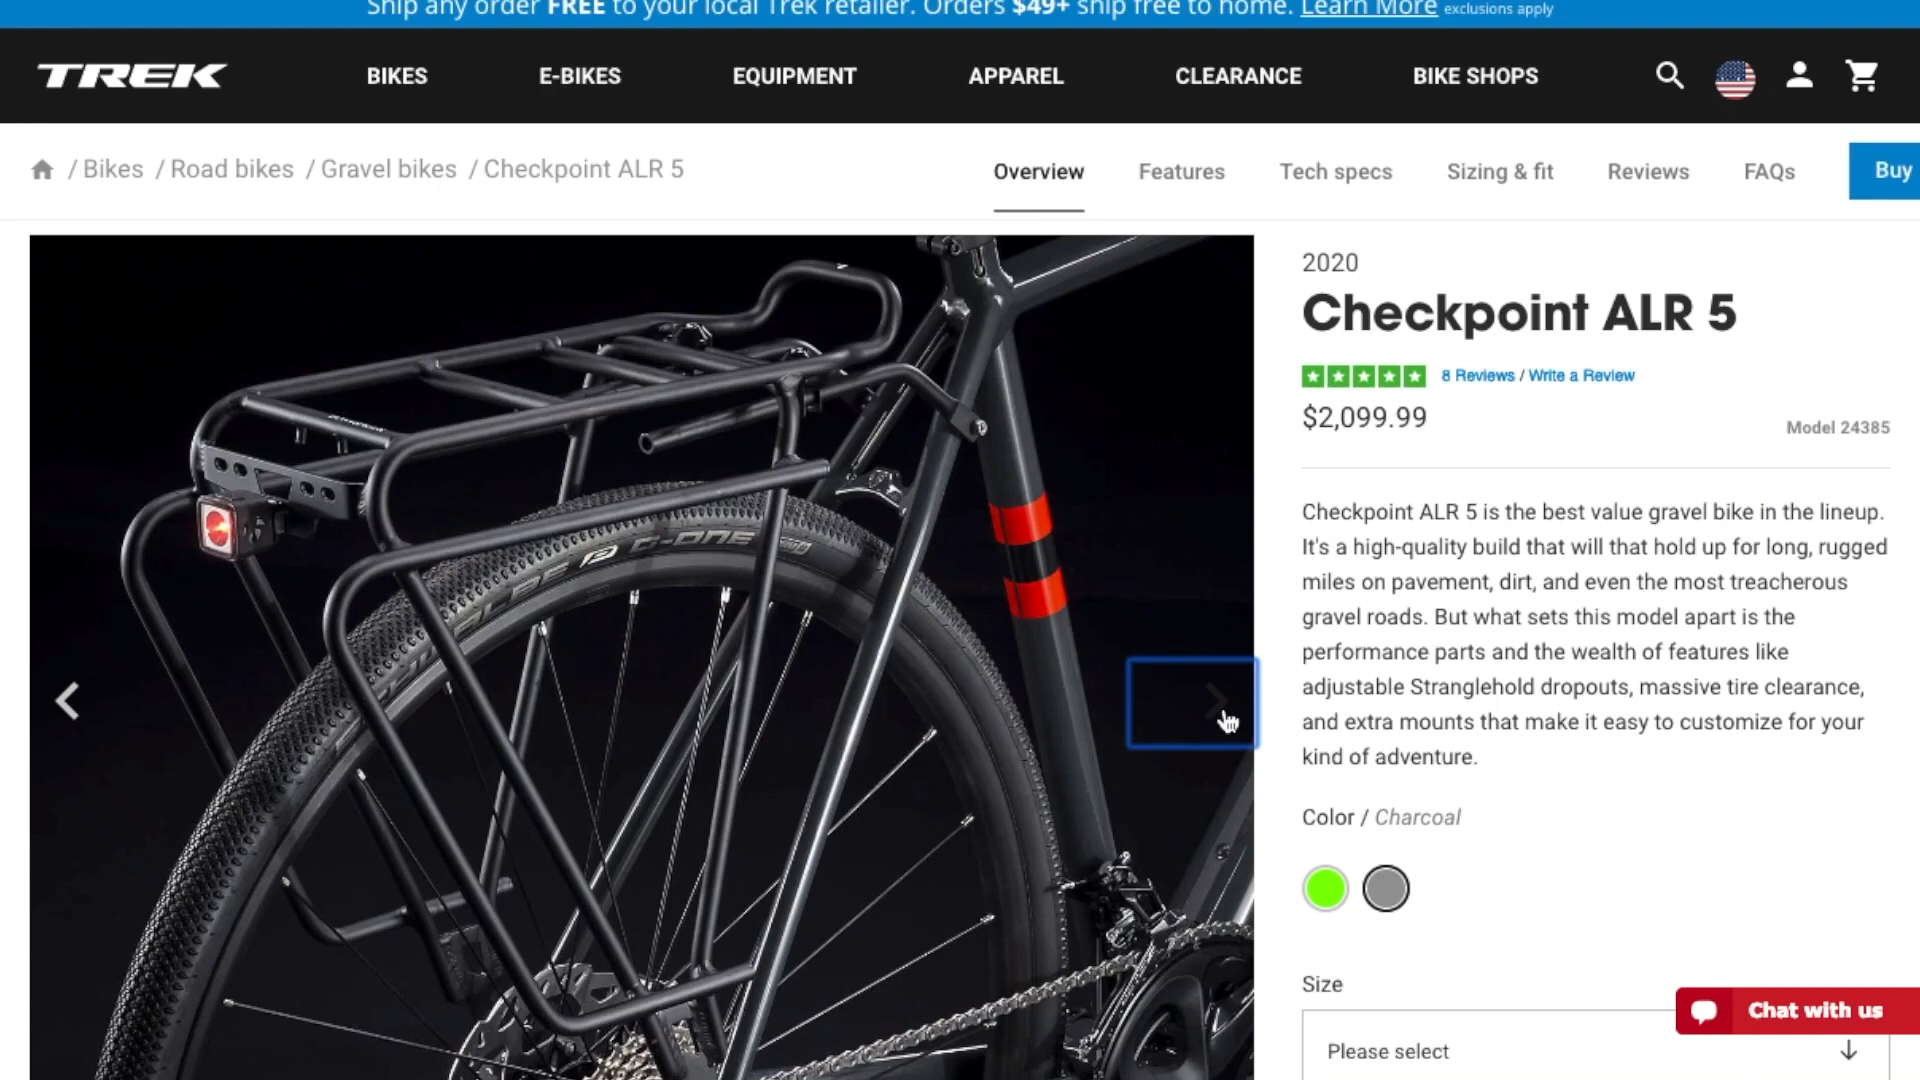 Ship any order FREE to your local Trek retailer. Orders $49+ ship free to home. Learn More exclusions apply
TREK
BIKES E-BIKES EQUIPMENT APPAREL CLEARANCE BIKE SHOPS
/ Bikes / Road bikes / Gravel bikes / Checkpoint ALR 5
Overview Features Tech specs Sizing & fit Reviews FAQs Buy
2020
Checkpoint ALR 5
8 Reviews / Write a Review
$2,099.99
Model 24385
Checkpoint ALR 5 is the best value gravel bike in the lineup.
It's a high-quality build that will that hold up for long, rugged
miles on pavement, dirt, and even the most treacherous
gravel roads. But what sets this model apart is the
performance parts and the wealth of features like
adjustable Stranglehold dropouts, massive tire clearance,
and extra mounts that make it easy to customize for your
kind of adventure.
Color / Charcoal
Size
Please select
Chat with us
G-ONE